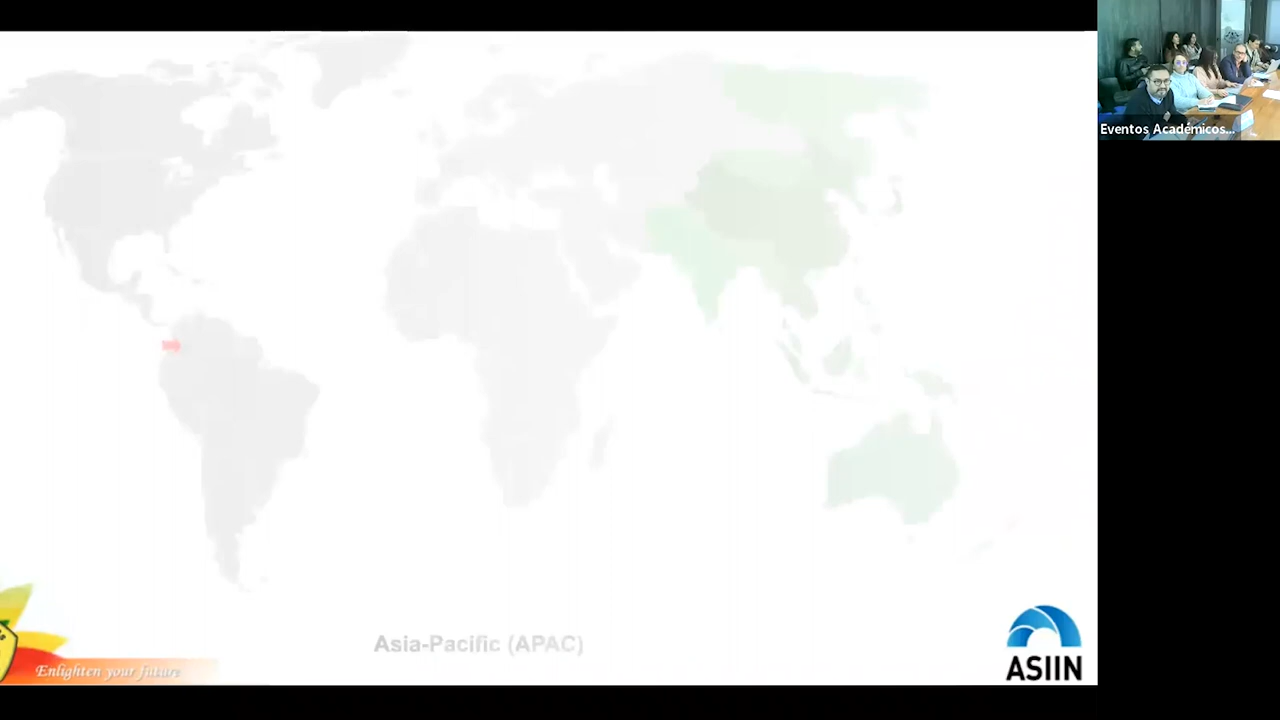 Eventos Académicos...
Asia-Pacific (APAC)
Enlighten your future
ASIIN